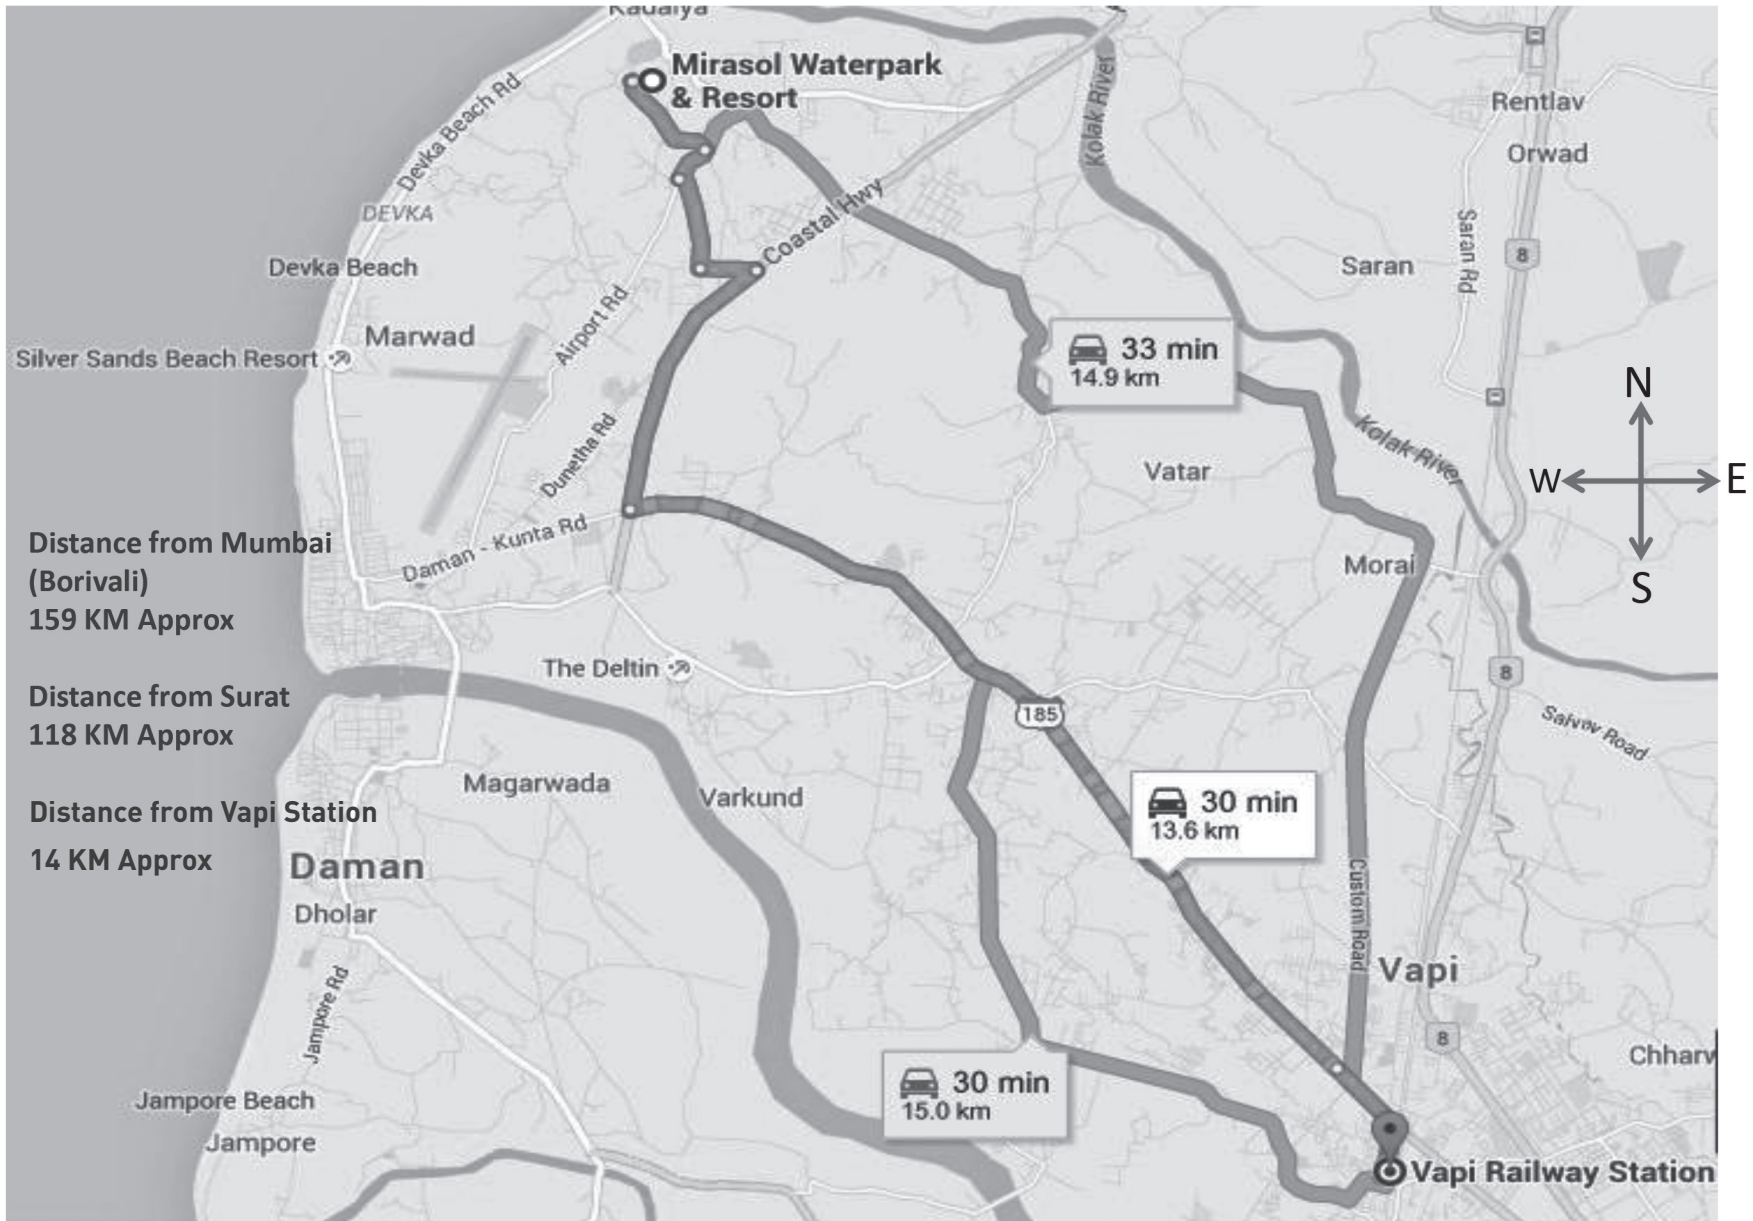 Kadaiya
Mirasol Waterpark
& Resort
Kolak River
Rentlav
Orwad
Devka Beach Rd
DEVKA
Coastal Hwy
Devka Beach
Saran
Saran Rd
8
Airport Rd
Marwad
Silver Sands Beach Resort
33 min
14.9 km
N
W
E
S
Dunetha Rd
Kolak River
Vatar
Daman - Kunta Rd
Morai
Distance from Mumbai
(Borivali)
159 KM Approx
The Deltin
8
Distance from Surat
118 KM Approx
185
Road
Magarwada
Varkund
30 min
13.6 km
Distance from Vapi Station
14 KM Approx
Daman
Custom Road
Dholar
Vapi
Jampore Rd
8
30 min
15.0 km
Jampore Beach
Jampore
Vapi Railway Station